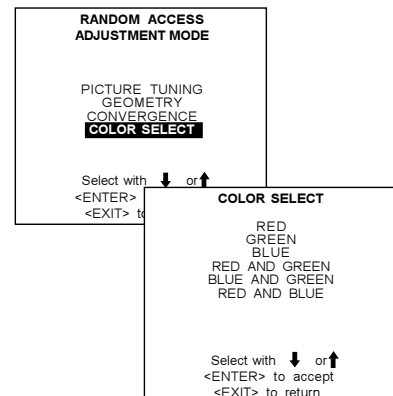 RANDOM ACCESS
ADJUSTMENT MODE
PICTURE TUNING
GEOMETRY
CONVERGENCE
COLOR SELECT
Select with ⬇ or ⬆
<ENTER>
<EXIT> to
COLOR SELECT
RED
GREEN
BLUE
RED AND GREEN
BLUE AND GREEN
RED AND BLUE
Select with ⬇ or ⬆
<ENTER> to accept
<EXIT> to return